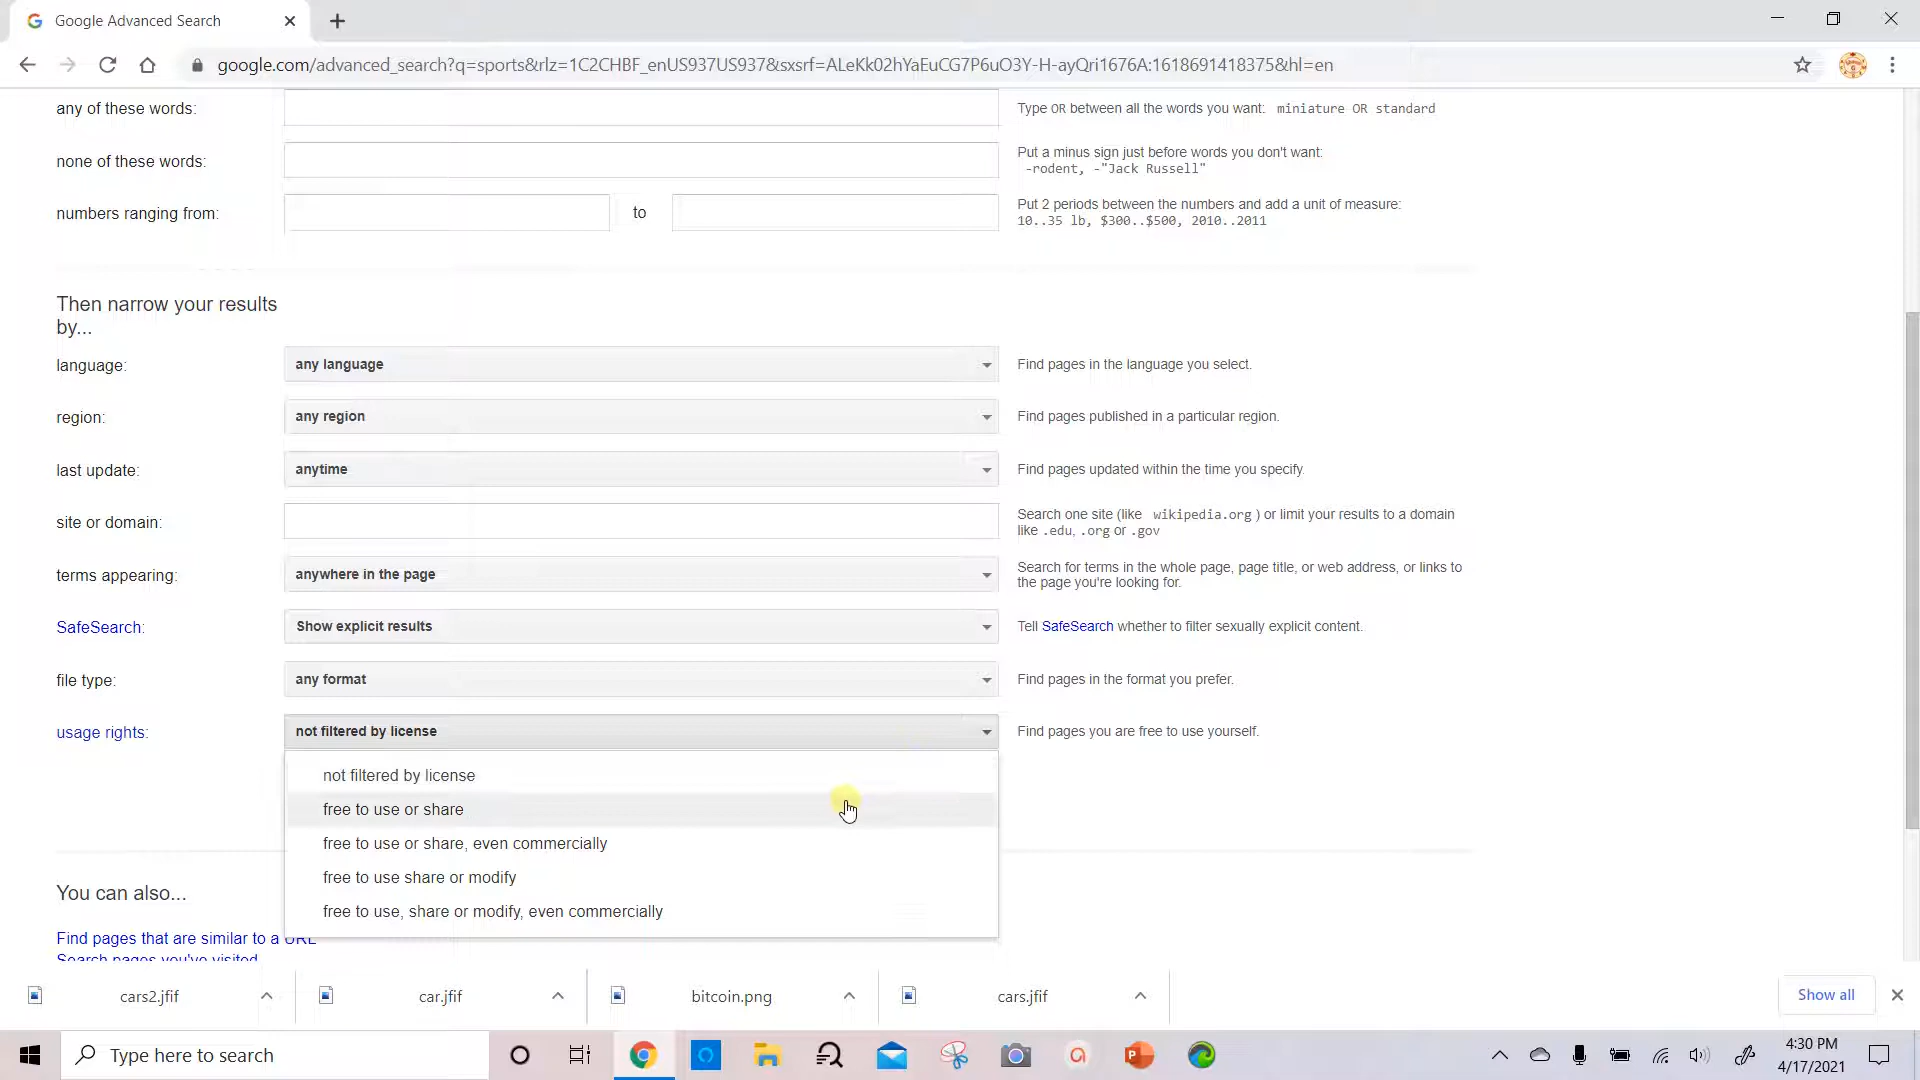 Google Advanced Search
google.com/advanced_search?q=sports&rlz=1C2CHBF_enUS937US937&sxsrf=ALeKk02hYaEuCG7P6uO3Y-H-ayQri1676A:1618691418375&hl=en
any of these words:
Type OR between all the words you want: miniature OR standard
none of these words:
Put a minus sign just before words you don't want:
-rodent, -"Jack Russell"
numbers ranging from:
to
Put 2 periods between the numbers and add a unit of measure:
10..35 lb, $300..$500, 2010..2011
Then narrow your results
by...
language:
any language
Find pages in the language you select.
region:
any region
Find pages published in a particular region.
last update:
anytime
Find pages updated within the time you specify.
site or domain:
Search one site (like wikipedia.org ) or limit your results to a domain
like .edu, .org or .gov
terms appearing:
anywhere in the page
Search for terms in the whole page, page title, or web address, or links to
the page you're looking for.
SafeSearch:
Show explicit results
Tell SafeSearch whether to filter sexually explicit content.
file type:
any format
Find pages in the format you prefer.
usage rights:
not filtered by license
Find pages you are free to use yourself.
not filtered by license
free to use or share
free to use or share, even commercially
free to use share or modify
free to use, share or modify, even commercially
You can also...
Find pages that are similar to a URL
Search pages you've visited
cars2.jfif
car.jfif
bitcoin.png
cars.jfif
Show all
Type here to search
4:30 PM
4/17/2021